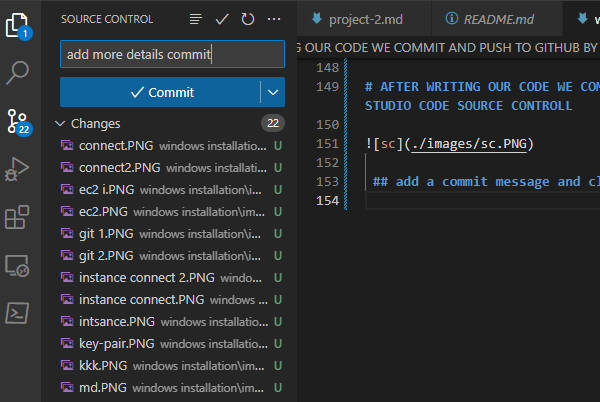 SOURCE CONTROL
add more details commit
Commit
Changes 22
connect.PNG windows installatio... U
connect2.PNG windows installati... U
ec2 i.PNG windows installation\i... U
ec2.PNG windows installation\im... U
git 1.PNG windows installation\i... U
git 2.PNG windows installation\i... U
instance connect 2.PNG windo... U
instance connect.PNG windows ... U
intsance.PNG windows installatio... U
key-pair.PNG windows installati... U
kkk.PNG windows installation\im... U
md.PNG windows installation\im... U
1
22
project-2.md README.md w
G OUR CODE WE COMMIT AND PUSH TO GITHUB BY
148
149 # AFTER WRITING OUR CODE WE COM
STUDIO CODE SOURCE CONTROLL
150
151 ![sc](./images/sc.PNG)
152
153 ## add a commit message and cl
154